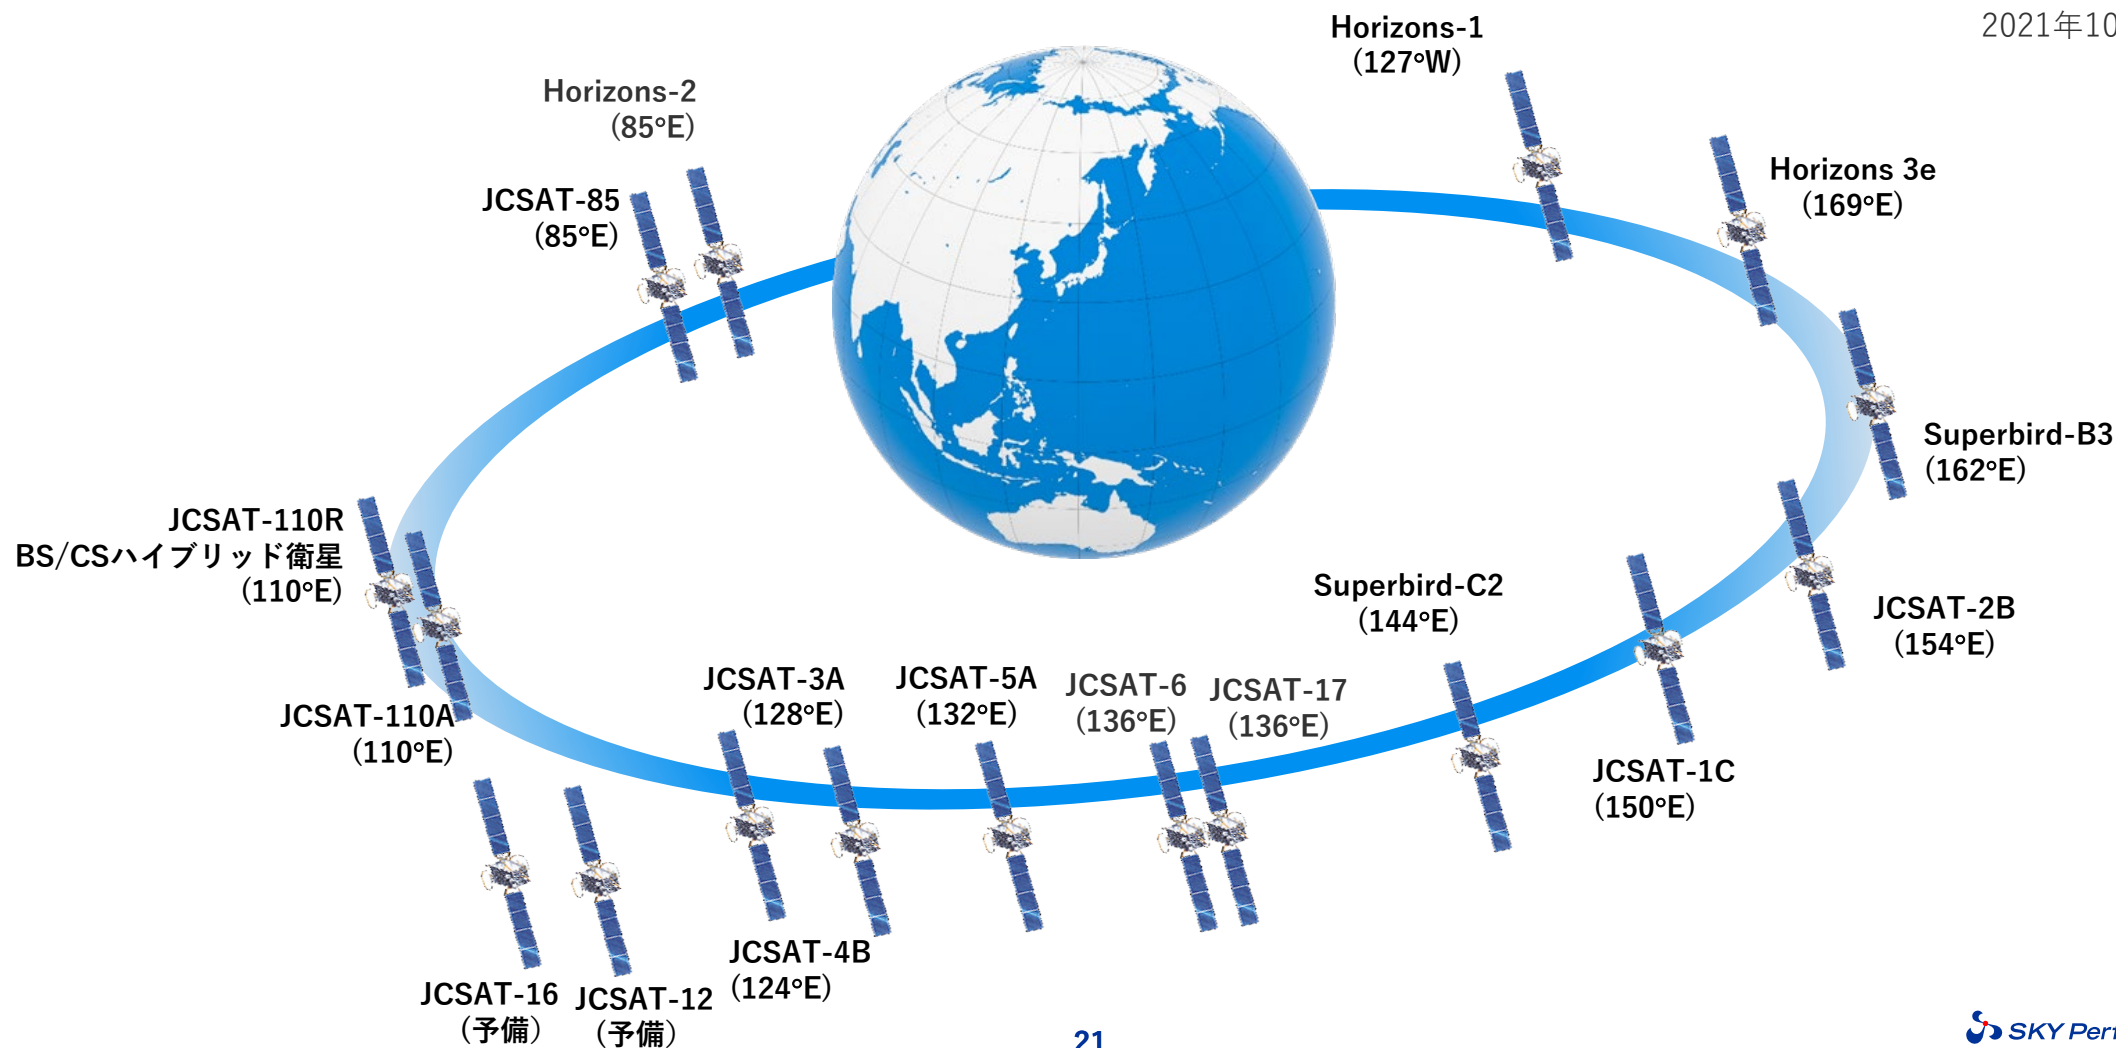 2021年10
Horizons-1
(127°W)
Horizons-2
(85°E)
Horizons 3e
(169°E)
JCSAT-85
(85°E)
Superbird-B3
(162°E)
JCSAT-110R
BS/CSハイブリッド衛星
(110°E)
Superbird-C2
(144°E)
JCSAT-2B
(154°E)
JCSAT-3A
(128°E)
JCSAT-5A
(132°E)
JCSAT-6
(136°E)
JCSAT-17
(136°E)
JCSAT-110A
(110°E)
JCSAT-1C
(150°E)
JCSAT-4B
(124°E)
JCSAT-16
(予備)
JCSAT-12
(予備)
21
SKY Perf